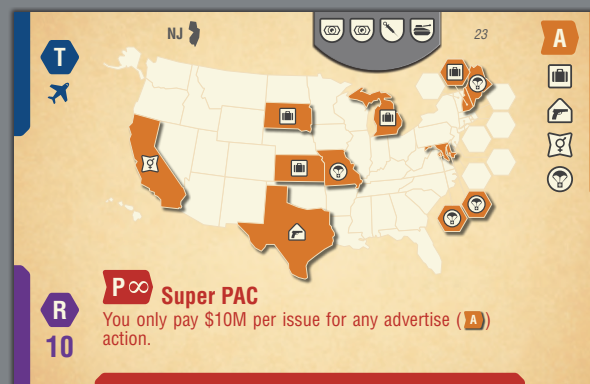 NJ
23
A
T
P∞
Super PAC
You only pay $10M per issue for any advertise (A)
action.
R
10